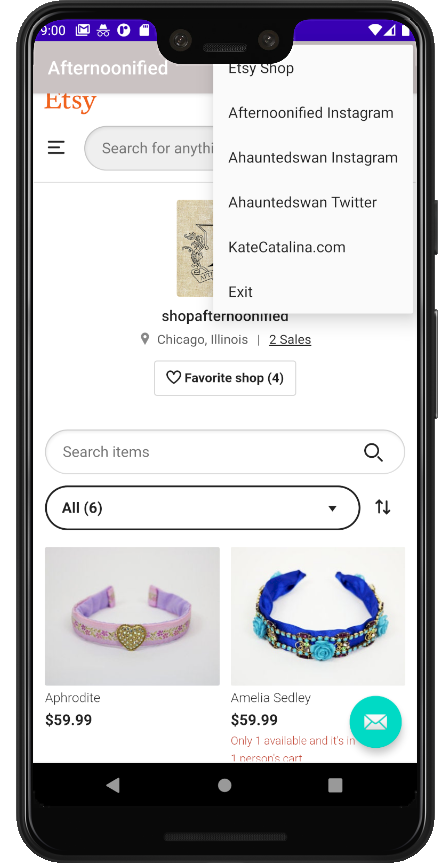 9:00
Afternoonified
Etsy Shop
Afternoonified Instagram
Ahauntedswan Instagram
Ahauntedswan Twitter
KateCatalina.com
Exit
Etsy
Search for anythi
shopafternoonified
Chicago, Illinois | 2 Sales
Favorite shop (4)
Search items
All (6)
Aphrodite
$59.99
Amelia Sedley
$59.99
Only 1 available and it's in
1 person's cart